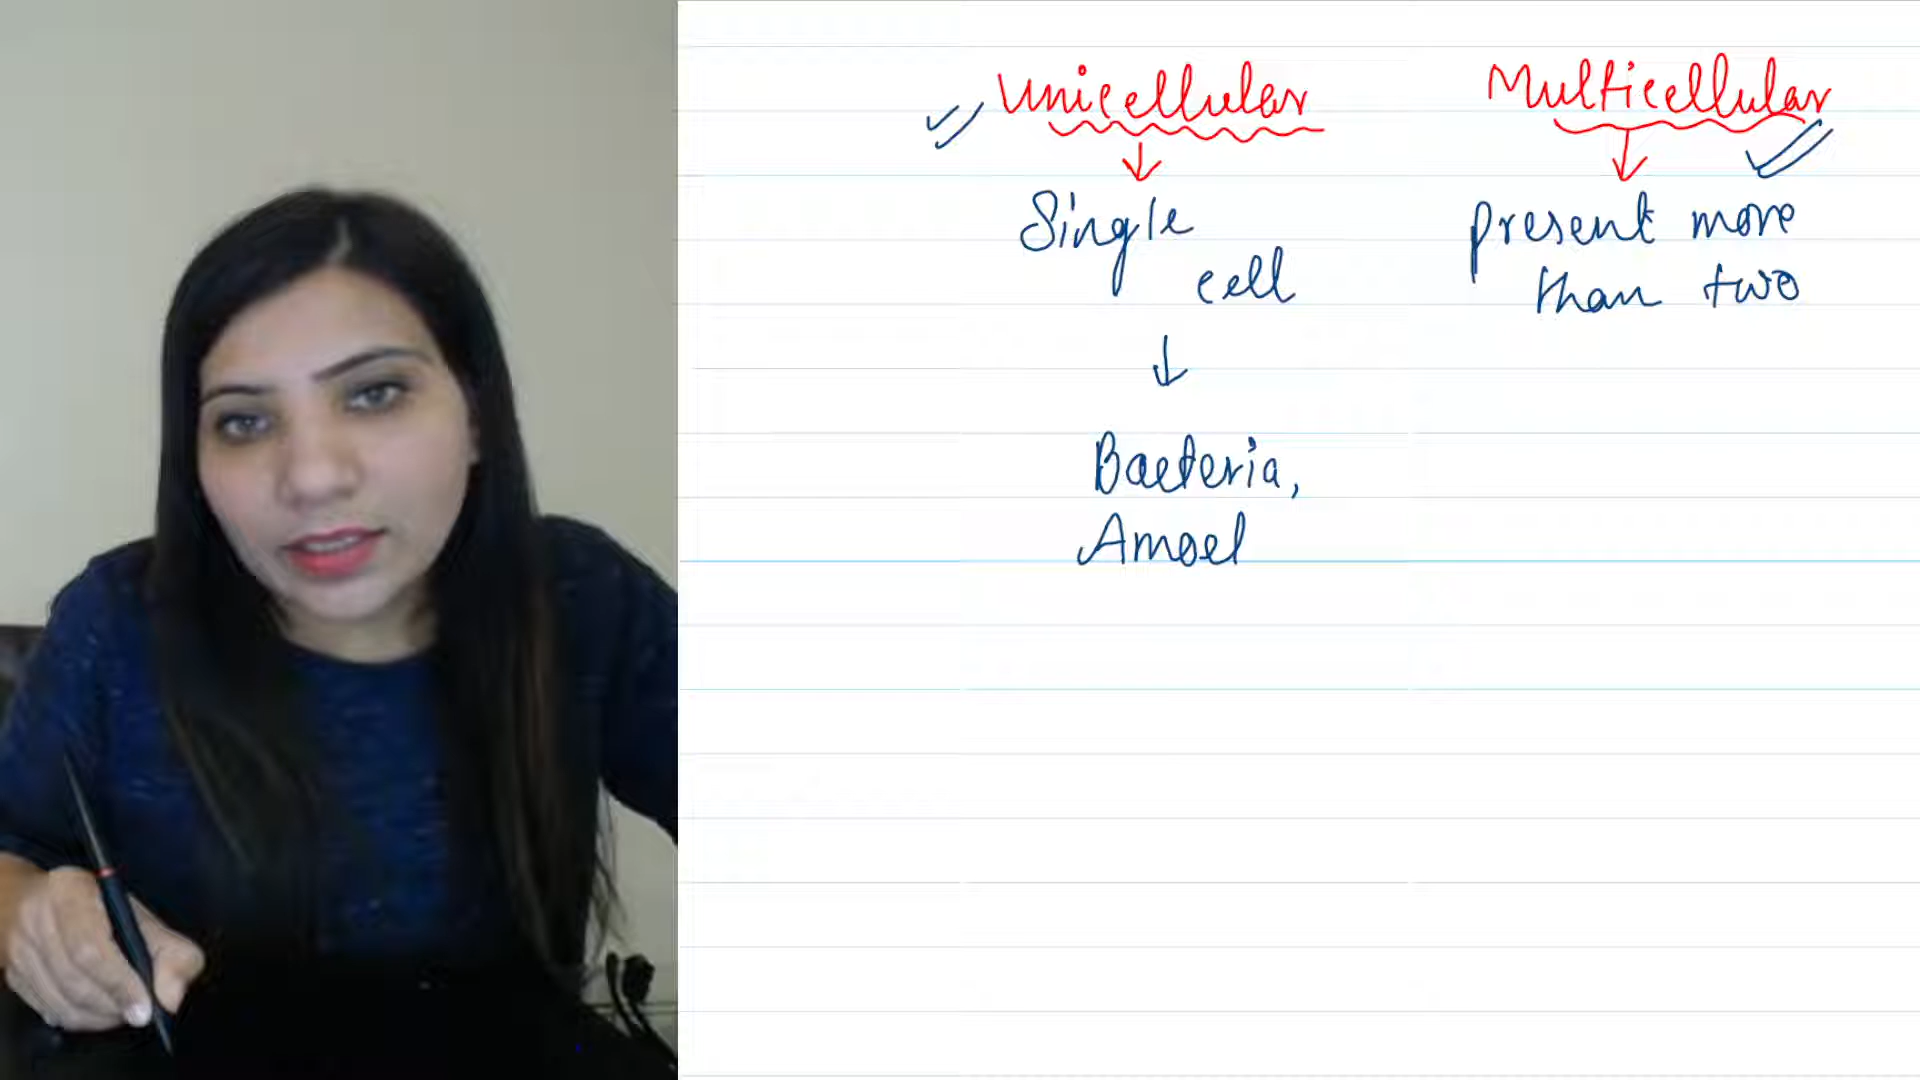 Unicellular
Single
cell
Bacteria,
Amoel
Multicellular
present more
than two